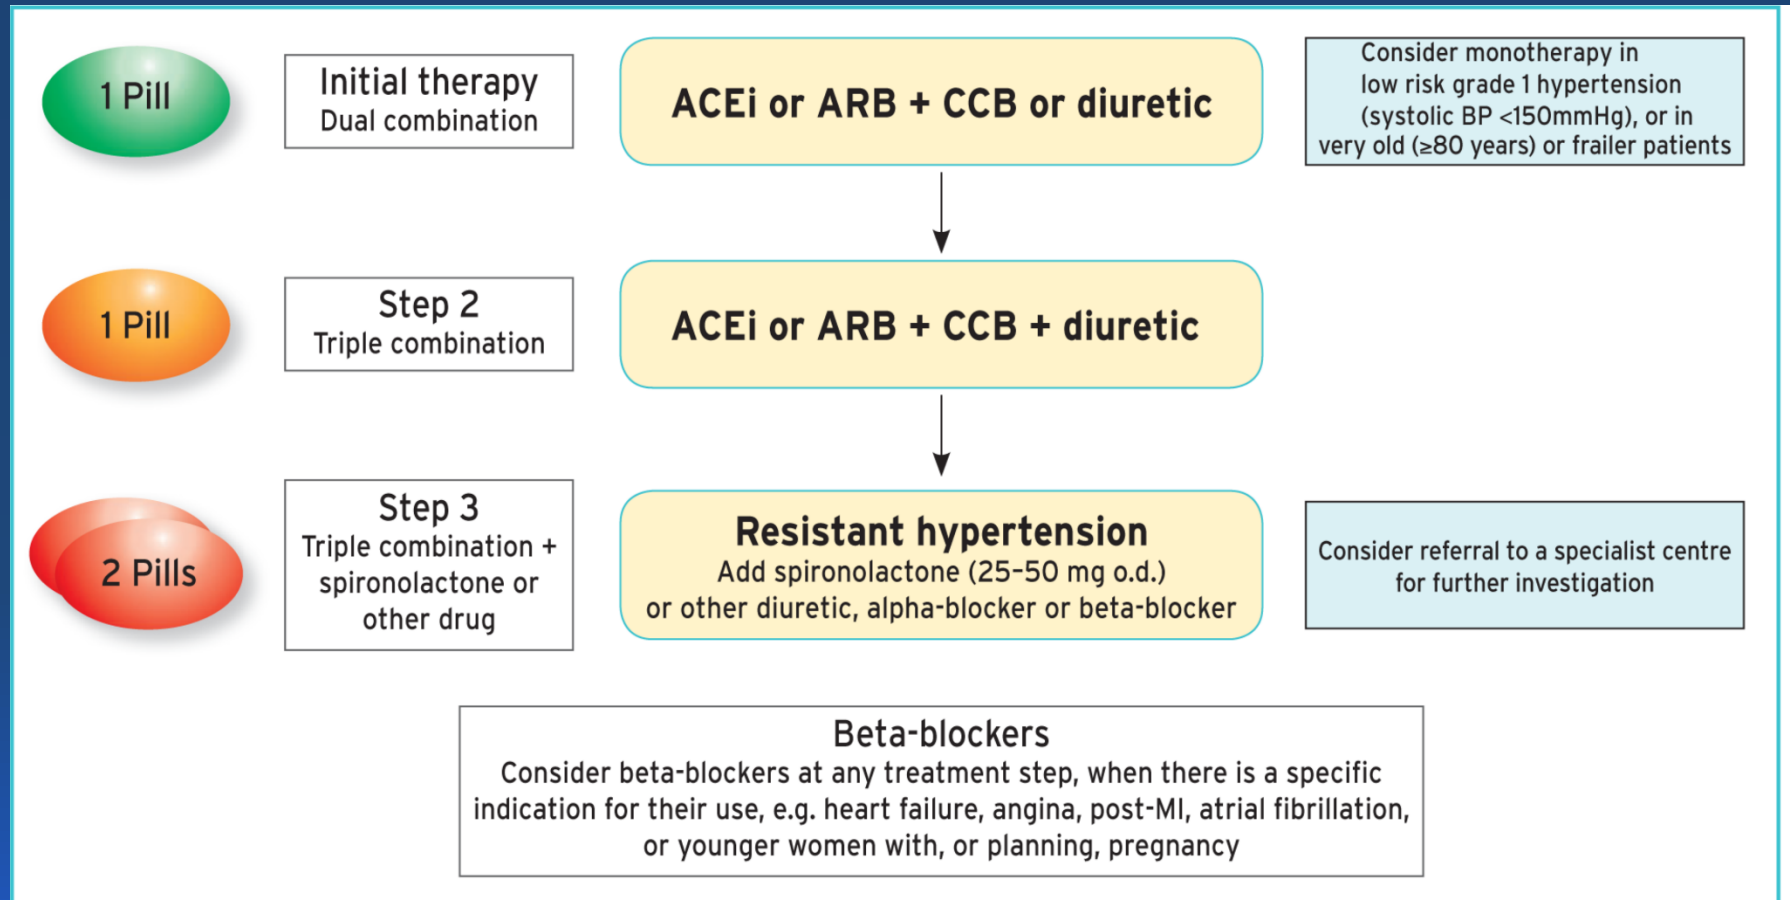 1 Pill
Initial therapy
Dual combination
ACEi or ARB + CCB or diuretic
Consider monotherapy in
low risk grade 1 hypertension
(systolic BP <150mmHg), or in
very old (≥80 years) or frailer patients
1 Pill
Step 2
Triple combination
ACEi or ARB + CCB + diuretic
2 Pills
Step 3
Triple combination +
spironolactone or
other drug
Resistant hypertension
Add spironolactone (25–50 mg o.d.)
or other diuretic, alpha-blocker or beta-blocker
Consider referral to a specialist centre
for further investigation
Beta-blockers
Consider beta-blockers at any treatment step, when there is a specific
indication for their use, e.g. heart failure, angina, post-MI, atrial fibrillation,
or younger women with, or planning, pregnancy